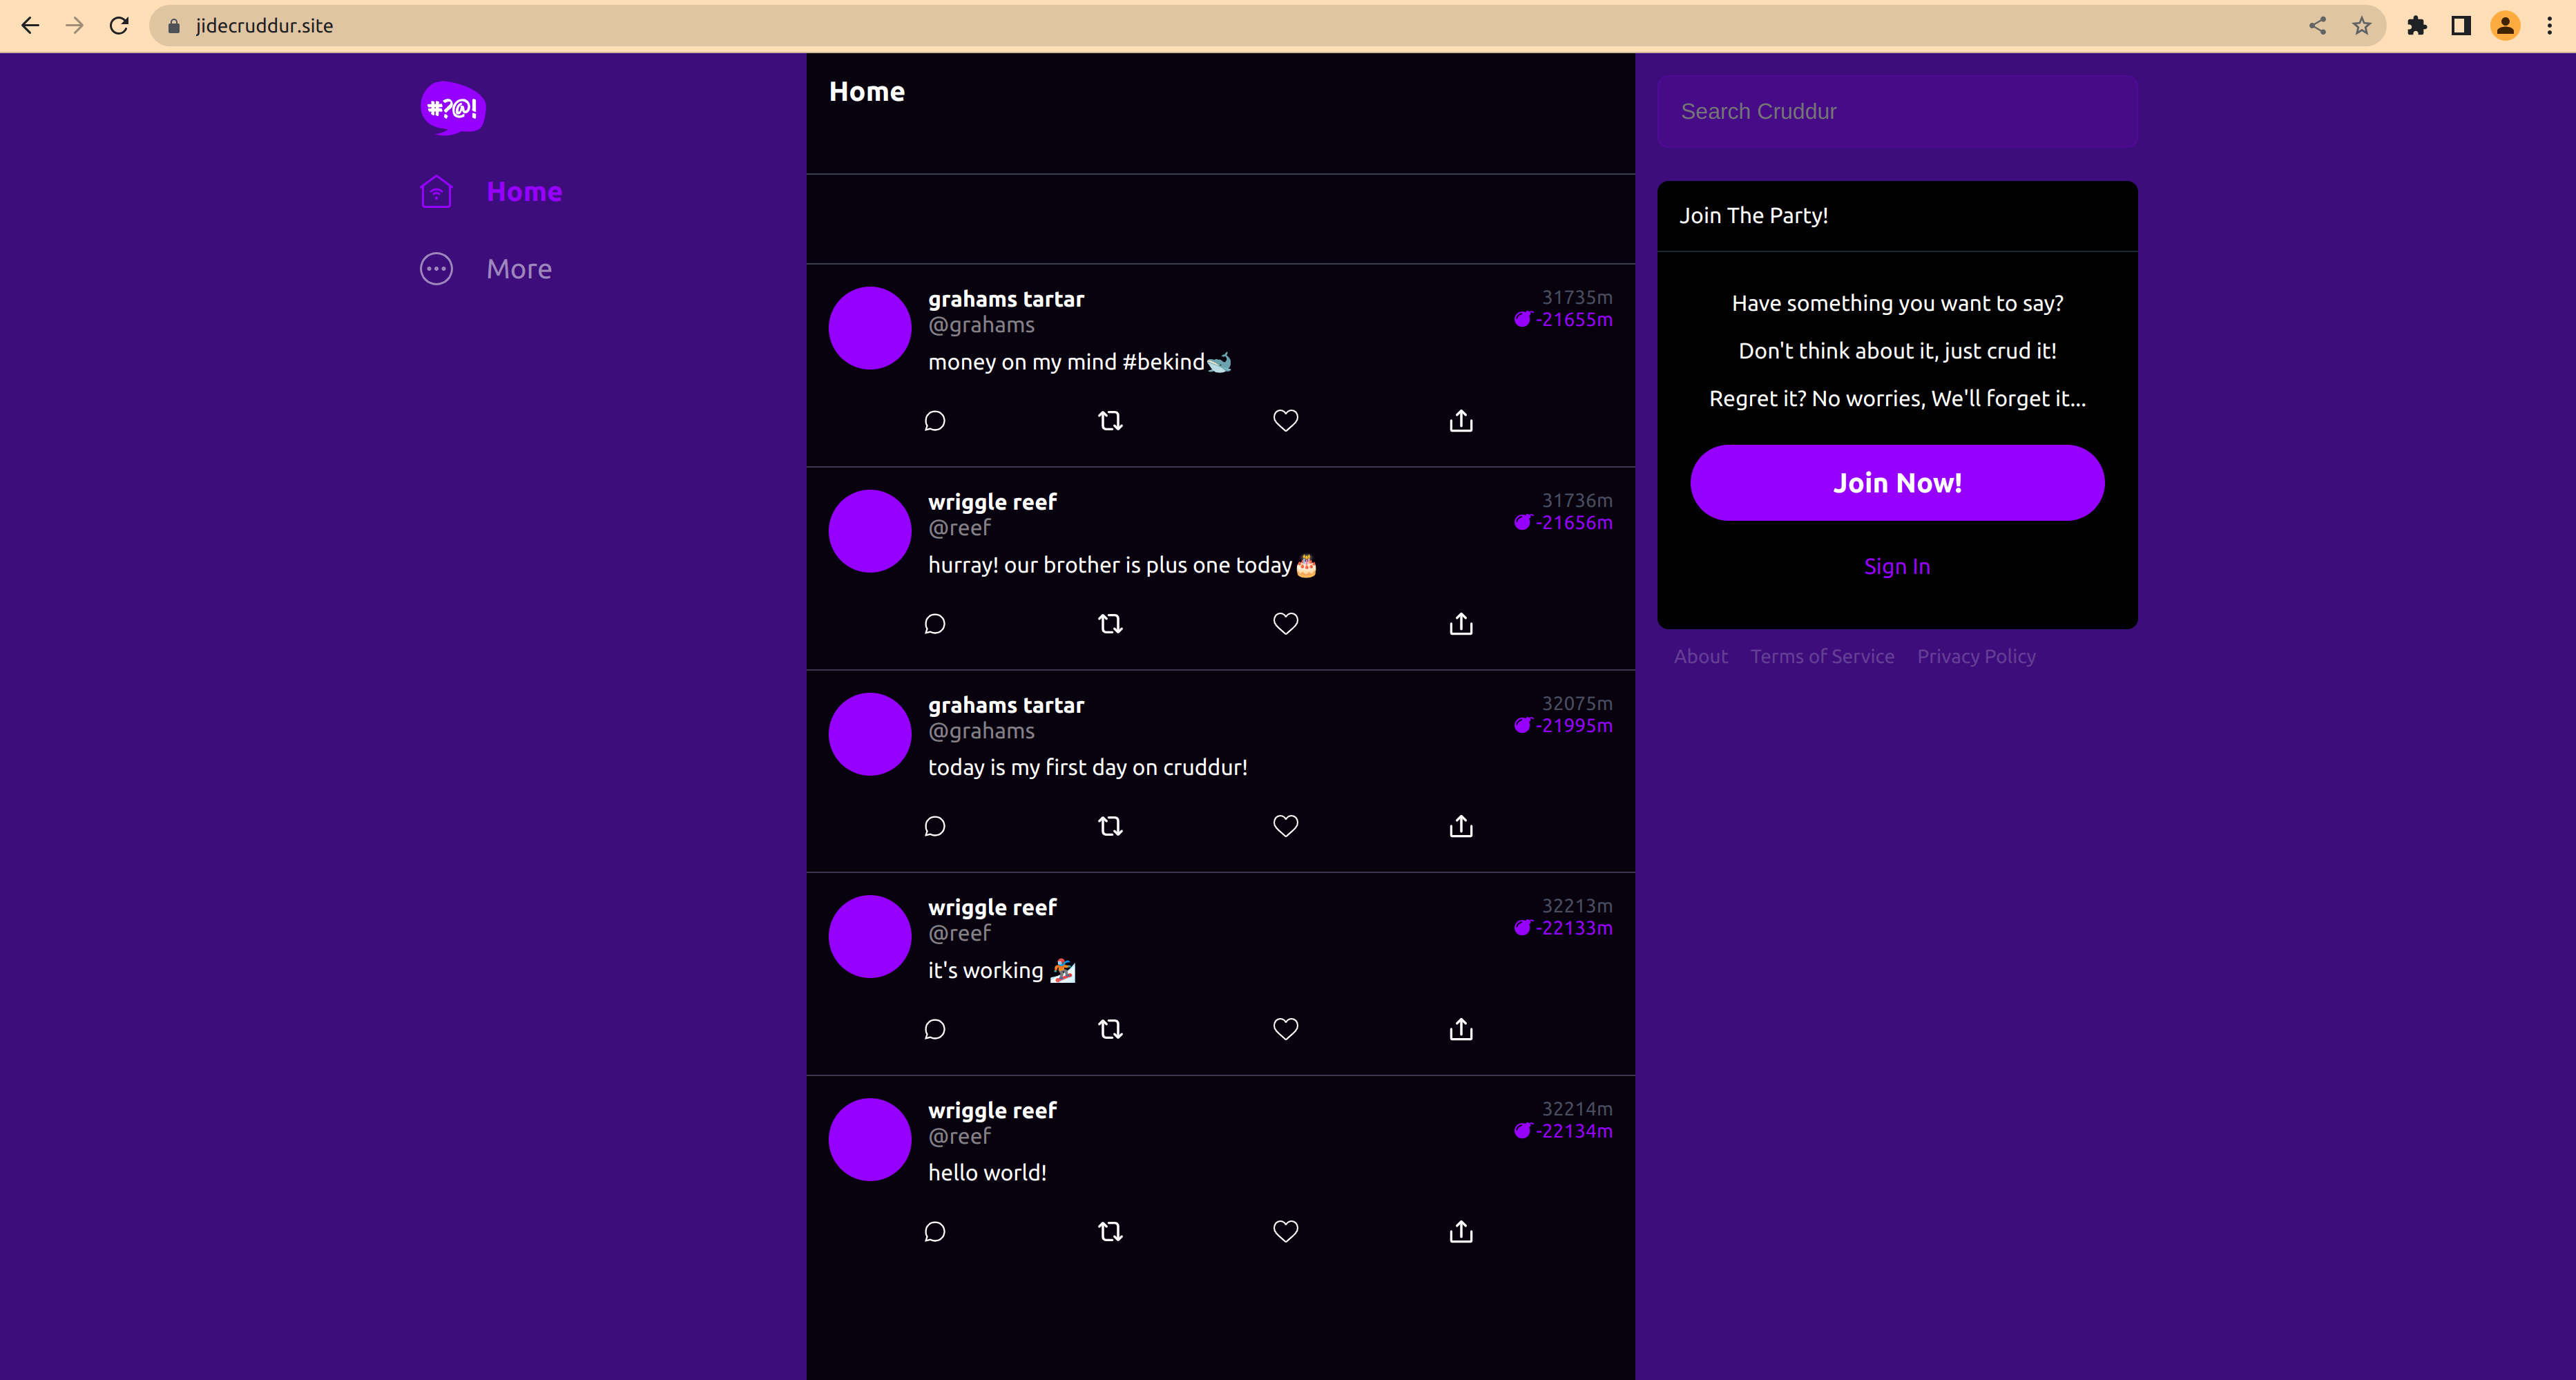 jidecruddur.site
#?@!
Home
More
Home
grahams tartar
@grahams
31735m
-21655m
money on my mind #bekind🐳
wriggle reef
@reef
31736m
-21656m
hurray! our brother is plus one today🎂
grahams tartar
@grahams
32075m
-21995m
today is my first day on cruddur!
wriggle reef
@reef
32213m
-22133m
it's working 🏂
wriggle reef
@reef
32214m
-22134m
hello world!
Search Cruddur
Join The Party!
Have something you want to say?
Don't think about it, just crud it!
Regret it? No worries, We'll forget it...
Join Now!
Sign In
About Terms of Service Privacy Policy